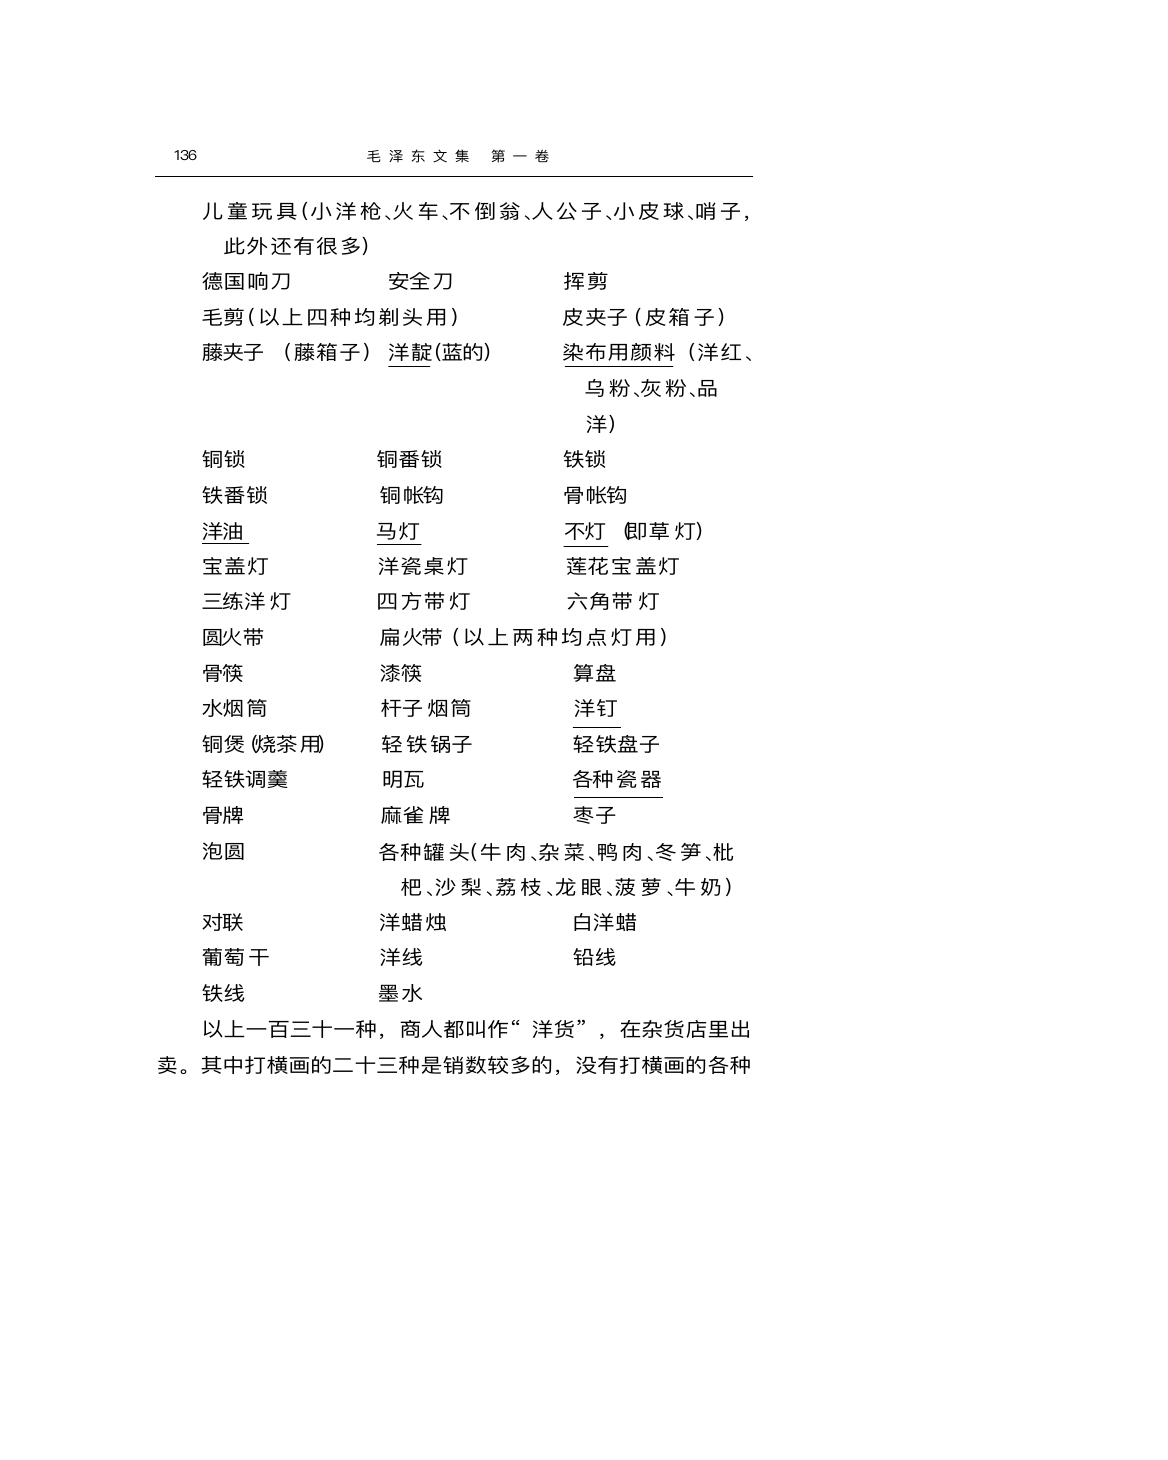 136 毛泽东文集 第一卷
儿童玩具(小洋枪、火车、不倒翁、人公子、小皮球、哨子,
此外还有很多)
德国响刀 安全刀 挥剪
毛剪(以上四种均剃头用) 皮夹子(皮箱子)
藤夹子(藤箱子) 洋靛(蓝的) 染布用颜料(洋红、
乌粉、灰粉、品
洋)
铜锁 铜番锁 铁锁
铁番锁 铜帐钩 骨帐钩
洋油 马灯 不灯(即草灯)
宝盖灯 洋瓷桌灯 莲花宝盖灯
三练洋灯 四方带灯 六角带灯
圆火带 扁火带(以上两种均点灯用)
骨筷 漆筷 算盘
水烟筒 杆子烟筒 洋钉
铜煲(烧茶用) 轻铁锅子 轻铁盘子
轻铁调羹 明瓦 各种瓷器
骨牌 麻雀牌 枣子
泡圆 各种罐头(牛肉、杂菜、鸭肉、冬笋、枇
杷、沙梨、荔枝、龙眼、菠萝、牛奶)
对联 洋蜡烛 白洋蜡
葡萄干 洋线 铅线
铁线 墨水
以上一百三十一种,商人都叫作“洋货”,在杂货店里出
卖。其中打横画的二十三种是销数较多的,没有打横画的各种